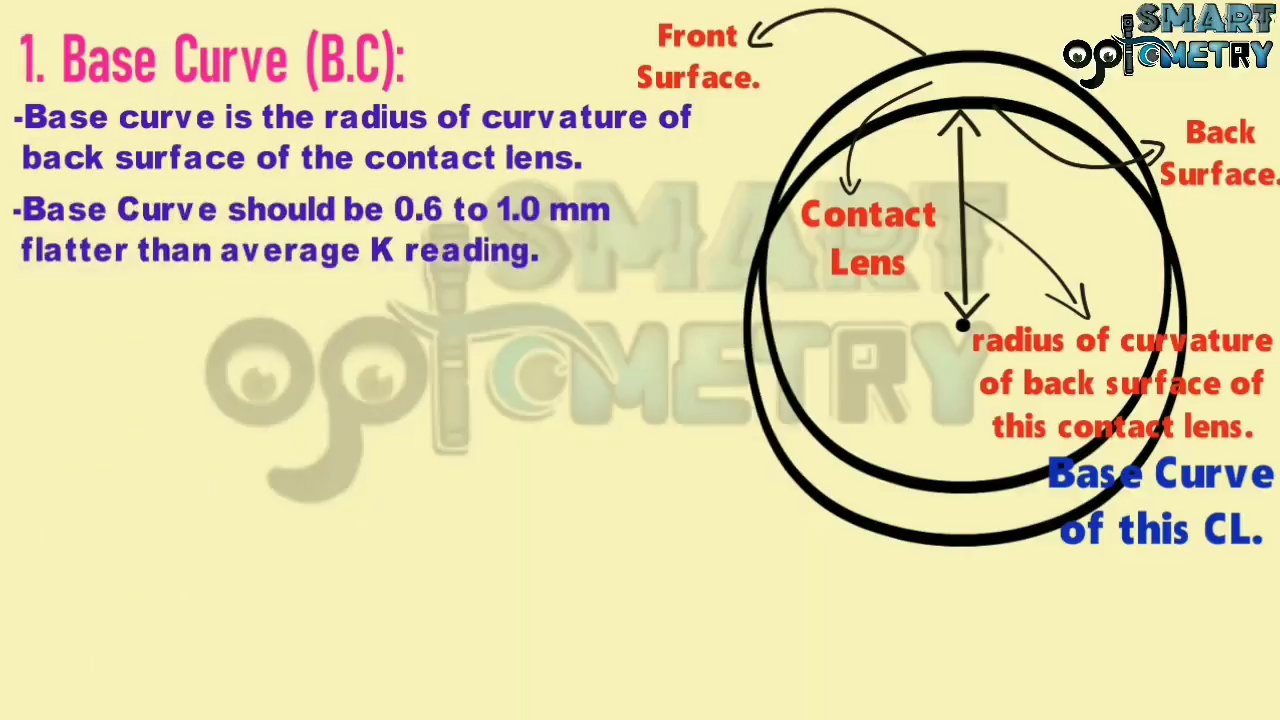 1. Base Curve (B.C):
-Base curve is the radius of curvature of
back surface of the contact lens.
-Base Curve should be 0.6 to 1.0 mm
flatter than average K reading.
Front
Surface.
SMART
OPTOMETRY
Back
Surface.
Contact
Lens
radius of curvature
of back surface of
this contact lens.
Base Curve
of this CL.
SMART
OPTOMETRY